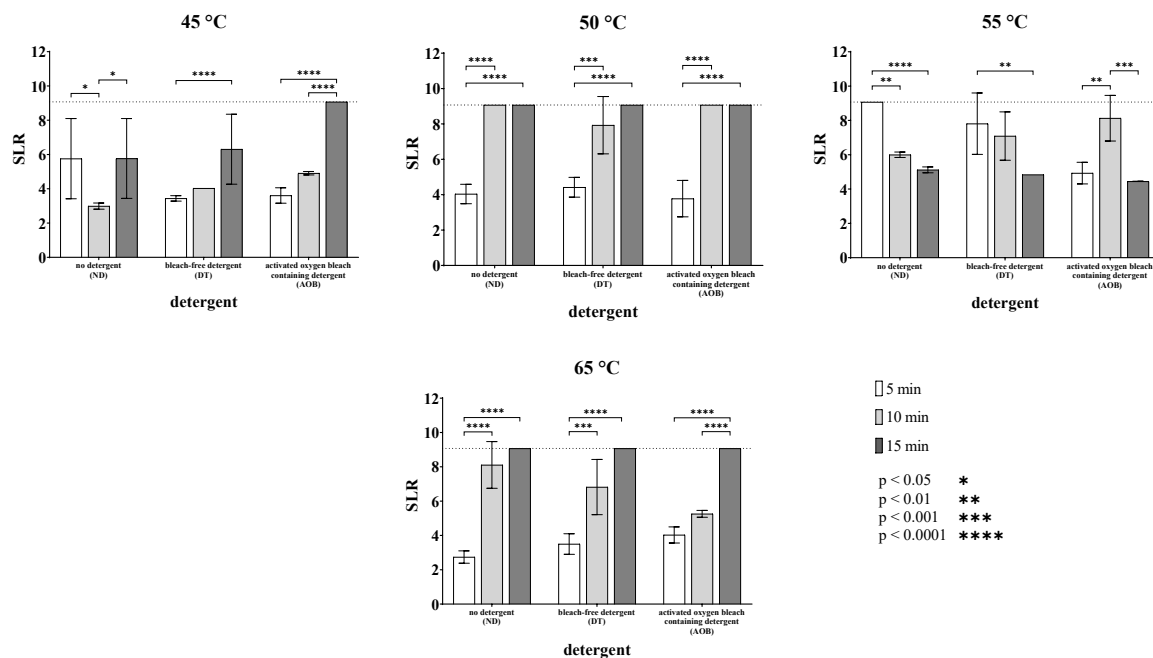 45 °C
12
10
8
6
4
2
0
SLR
*
*
****
****
****
no detergent
(ND)
bleach-free detergent
(DT)
activated oxygen bleach
containing detergent
(AOB)
detergent
50 °C
12
10
8
6
4
2
0
SLR
****
****
***
****
****
****
no detergent
(ND)
bleach-free detergent
(DT)
activated oxygen bleach
containing detergent
(AOB)
detergent
55 °C
12
10
8
6
4
2
0
SLR
****
**
**
***
**
no detergent
(ND)
bleach-free detergent
(DT)
activated oxygen bleach
containing detergent
(AOB)
detergent
65 °C
12
10
8
6
4
2
0
SLR
****
****
****
***
****
****
no detergent
(ND)
bleach-free detergent
(DT)
activated oxygen bleach
containing detergent
(AOB)
detergent
5 min
10 min
15 min
p < 0.05 *
p < 0.01 **
p < 0.001 ***
p < 0.0001 ****